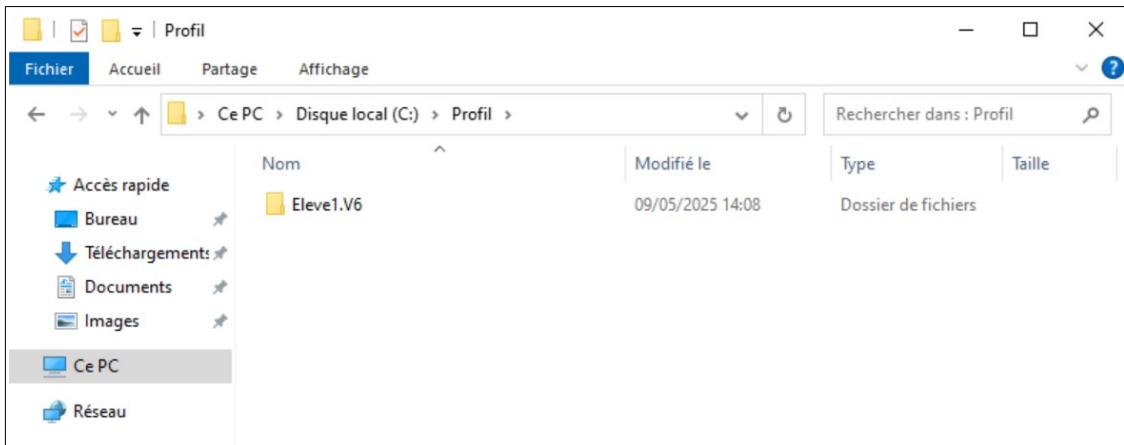 Profil
Fichier Accueil Partage Affichage
Ce PC > Disque local (C:) > Profil > Rechercher dans : Profil
Nom Modifié le Type Taille
Accès rapide
Eleve1.V6 09/05/2025 14:08 Dossier de fichiers
Bureau
Téléchargements
Documents
Images
Ce PC
Réseau